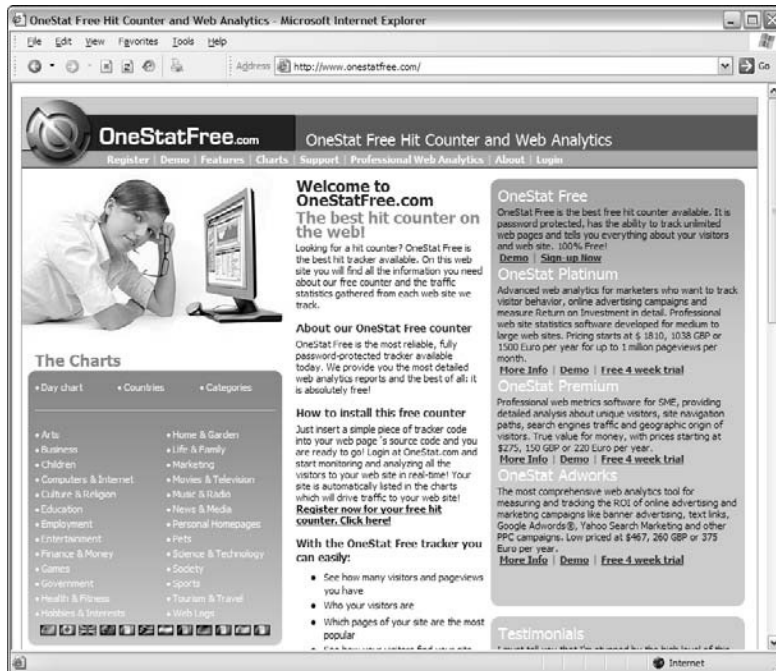 OneStat Free Hit Counter and Web Analytics - Microsoft Internet Explorer
File Edit View Favorites Tools Help
Address http://www.onestatfree.com/ Go
OneStatFree.com
OneStat Free Hit Counter and Web Analytics
Register | Demo | Features | Charts | Support | Professional Web Analytics | About | Login
The Charts
• Day chart • Countries • Categories
• Arts
• Business
• Children
• Computers & Internet
• Culture & Religion
• Education
• Employment
• Entertainment
• Finance & Money
• Games
• Government
• Health & Fitness
• Hobbies & Interests
• Home & Garden
• Life & Family
• Marketing
• Movies & Television
• Music & Radio
• News & Media
• Personal Homepages
• Pets
• Science & Technology
• Society
• Sports
• Tourism & Travel
• Web Logs
Welcome to
OneStatFree.com
The best hit counter on
the web!
Looking for a hit counter? OneStat Free is
the best hit tracker available. On this web
site you will find all the information you need
about our free counter and the traffic
statistics gathered from each web site we
track.
About our OneStat Free counter
OneStat Free is the most reliable, fully
password-protected tracker available
today. We provide you the most detailed
web analytics reports and the best of all: it
is absolutely free!
How to install this free counter
Just insert a simple piece of tracker code
into your web page 's source code and you
are ready to go! Login at OneStat.com and
start monitoring and analyzing all the
visitors to your web site in real-time! Your
site is automatically listed in the charts
which will drive traffic to your web site!
Register now for your free hit
counter. Click here!
With the OneStat Free tracker you
can easily:
• See how many visitors and pageviews
you have
• Who your visitors are
• Which pages of your site are the most
popular
• See how your visitors find your site
OneStat Free
OneStat Free is the best free hit counter available. It is
password protected, has the ability to track unlimited
web pages and tells you everything about your visitors
and web site. 100% Free!
Demo | Sign-up Now
OneStat Platinum
Advanced web analytics for marketers who want to track
visitor behavior, online advertising campaigns and
measure Return on Investment in detail. Professional
web site statistics software developed for medium to
large web sites. Pricing starts at $ 1810, 1038 GBP or
1500 Euro per year for up to 1 million pageviews per
month.
More Info | Demo | Free 4 week trial
OneStat Premium
Professional web metrics software for SME, providing
detailed analysis about unique visitors, site navigation
paths, search engines traffic and geographic origin of
visitors. True value for money, with prices starting at
$275, 150 GBP or 220 Euro per year.
More Info | Demo | Free 4 week trial
OneStat Adworks
The most comprehensive web analytics tool for
measuring and tracking the ROI of online advertising and
marketing campaigns like banner advertising, text links,
Google Adwords®, Yahoo Search Marketing and other
PPC campaigns. Low priced at $467, 260 GBP or 375
Euro per year.
More Info | Demo | Free 4 week trial
Testimonials
I must tell you that I'm stunned by the high level of this
Internet